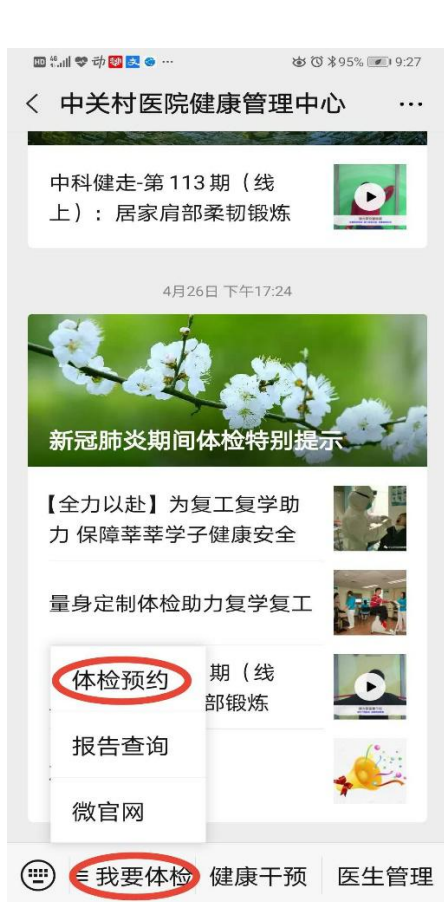 95% 9:27
中关村医院健康管理中心
中科健走-第113期（线
上）：居家肩部柔韧锻炼
4月26日 下午17:24
新冠肺炎期间体检特别提示
【全力以赴】为复工复学助
力 保障莘莘学子健康安全
量身定制体检助力复学复工
期（线
部锻炼
体检预约
报告查询
微官网
我要体检
健康干预
医生管理